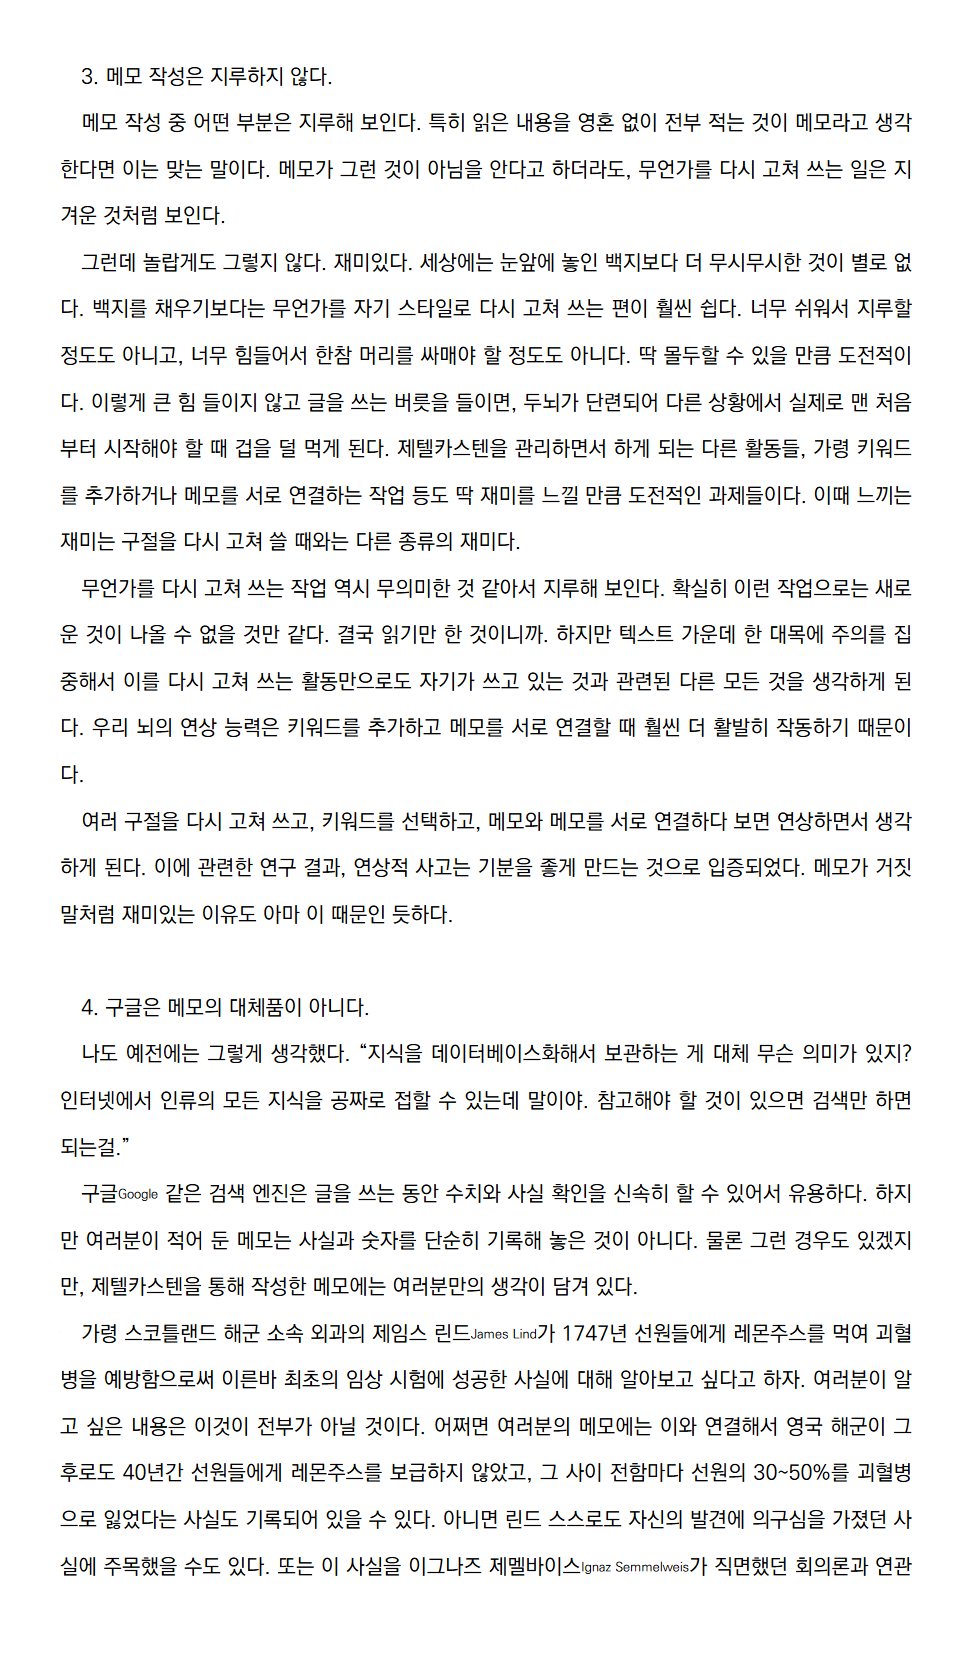 3. 메모 작성은 지루하지 않다.
메모 작성 중 어떤 부분은 지루해 보인다. 특히 읽은 내용을 영혼 없이 전부 적는 것이 메모라고 생각
한다면 이는 맞는 말이다. 메모가 그런 것이 아님을 안다고 하더라도, 무언가를 다시 고쳐 쓰는 일은 지
겨운 것처럼 보인다.
그런데 놀랍게도 그렇지 않다. 재미있다. 세상에는 눈앞에 놓인 백지보다 더 무시무시한 것이 별로 없
다. 백지를 채우기보다는 무언가를 자기 스타일로 다시 고쳐 쓰는 편이 훨씬 쉽다. 너무 쉬워서 지루할
정도도 아니고, 너무 힘들어서 한참 머리를 싸매야 할 정도도 아니다. 딱 몰두할 수 있을 만큼 도전적이
다. 이렇게 큰 힘 들이지 않고 글을 쓰는 버릇을 들이면, 두뇌가 단련되어 다른 상황에서 실제로 맨 처음
부터 시작해야 할 때 겁을 덜 먹게 된다. 제텔카스텐을 관리하면서 하게 되는 다른 활동들, 가령 키워드
를 추가하거나 메모를 서로 연결하는 작업 등도 딱 재미를 느낄 만큼 도전적인 과제들이다. 이때 느끼는
재미는 구절을 다시 고쳐 쓸 때와는 다른 종류의 재미다.
무언가를 다시 고쳐 쓰는 작업 역시 무의미한 것 같아서 지루해 보인다. 확실히 이런 작업으로는 새로
운 것이 나올 수 없을 것만 같다. 결국 읽기만 한 것이니까. 하지만 텍스트 가운데 한 대목에 주의를 집
중해서 이를 다시 고쳐 쓰는 활동만으로도 자기가 쓰고 있는 것과 관련된 다른 모든 것을 생각하게 된
다. 우리 뇌의 연상 능력은 키워드를 추가하고 메모를 서로 연결할 때 훨씬 더 활발히 작동하기 때문이
다.
여러 구절을 다시 고쳐 쓰고, 키워드를 선택하고, 메모와 메모를 서로 연결하다 보면 연상하면서 생각
하게 된다. 이에 관련한 연구 결과, 연상적 사고는 기분을 좋게 만드는 것으로 입증되었다. 메모가 거짓
말처럼 재미있는 이유도 아마 이 때문인 듯하다.
4. 구글은 메모의 대체품이 아니다.
나도 예전에는 그렇게 생각했다. “지식을 데이터베이스화해서 보관하는 게 대체 무슨 의미가 있지?
인터넷에서 인류의 모든 지식을 공짜로 접할 수 있는데 말이야. 참고해야 할 것이 있으면 검색만 하면
되는걸.”
구글Google 같은 검색 엔진은 글을 쓰는 동안 수치와 사실 확인을 신속히 할 수 있어서 유용하다. 하지
만 여러분이 적어 둔 메모는 사실과 숫자를 단순히 기록해 놓은 것이 아니다. 물론 그런 경우도 있겠지
만, 제텔카스텐을 통해 작성한 메모에는 여러분만의 생각이 담겨 있다.
가령 스코틀랜드 해군 소속 외과의 제임스 린드James Lind가 1747년 선원들에게 레몬주스를 먹여 괴혈
병을 예방함으로써 이른바 최초의 임상 시험에 성공한 사실에 대해 알아보고 싶다고 하자. 여러분이 알
고 싶은 내용은 이것이 전부가 아닐 것이다. 어쩌면 여러분의 메모에는 이와 연결해서 영국 해군이 그
후로도 40년간 선원들에게 레몬주스를 보급하지 않았고, 그 사이 전함마다 선원의 30~50%를 괴혈병
으로 잃었다는 사실도 기록되어 있을 수 있다. 아니면 린드 스스로도 자신의 발견에 의구심을 가졌던 사
실에 주목했을 수도 있다. 또는 이 사실을 이그나즈 제멜바이스Ignaz Semmelweis가 직면했던 회의론과 연관